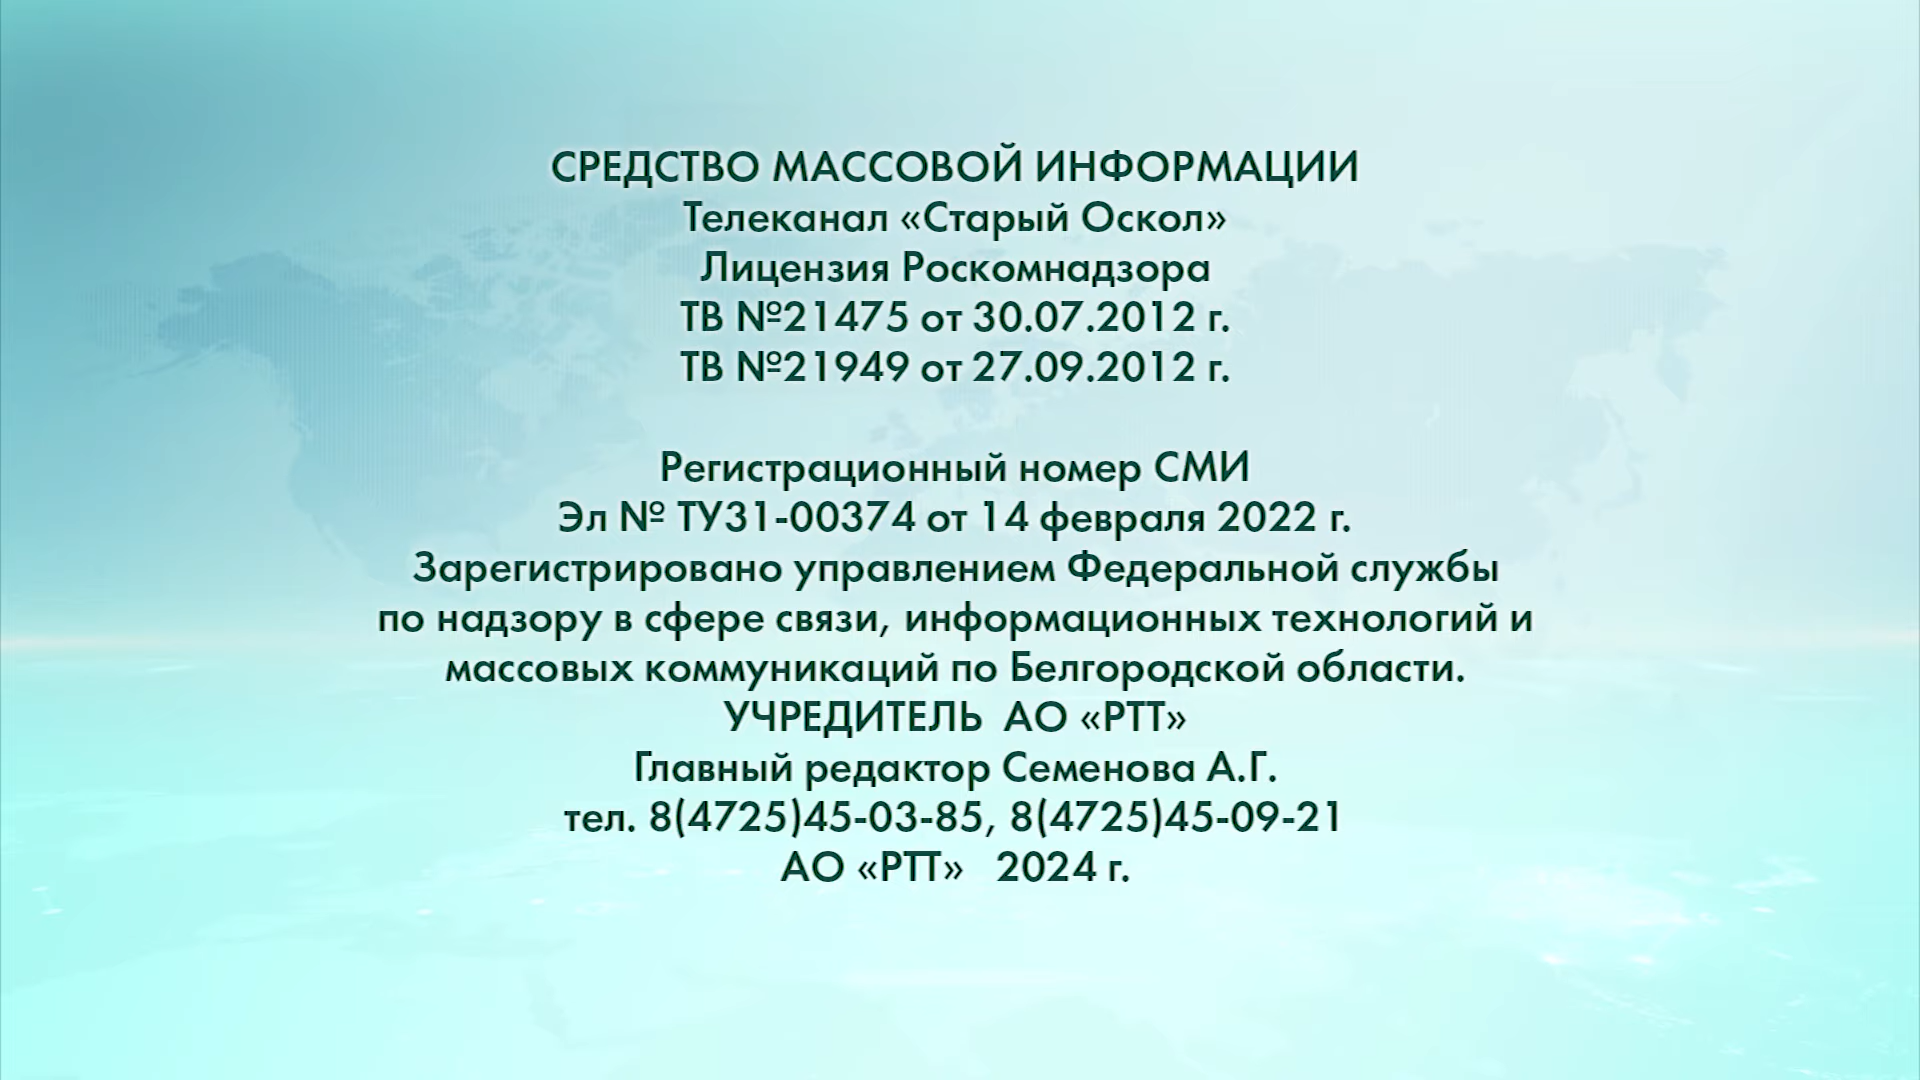 СРЕДСТВО МАССОВОЙ ИНФОРМАЦИИ
Телеканал «Старый Оскол»
Лицензия Роскомнадзора
ТВ №21475 от 30.07.2012 г.
ТВ №21949 от 27.09.2012 г.
Регистрационный номер СМИ
Эл № ТУ31-00374 от 14 февраля 2022 г.
Зарегистрировано управлением Федеральной службы
по надзору в сфере связи, информационных технологий и
массовых коммуникаций по Белгородской области.
УЧРЕДИТЕЛЬ  АО «РТТ»
Главный редактор Семенова А.Г.
тел. 8(4725)45-03-85, 8(4725)45-09-21
АО «РТТ»   2024 г.